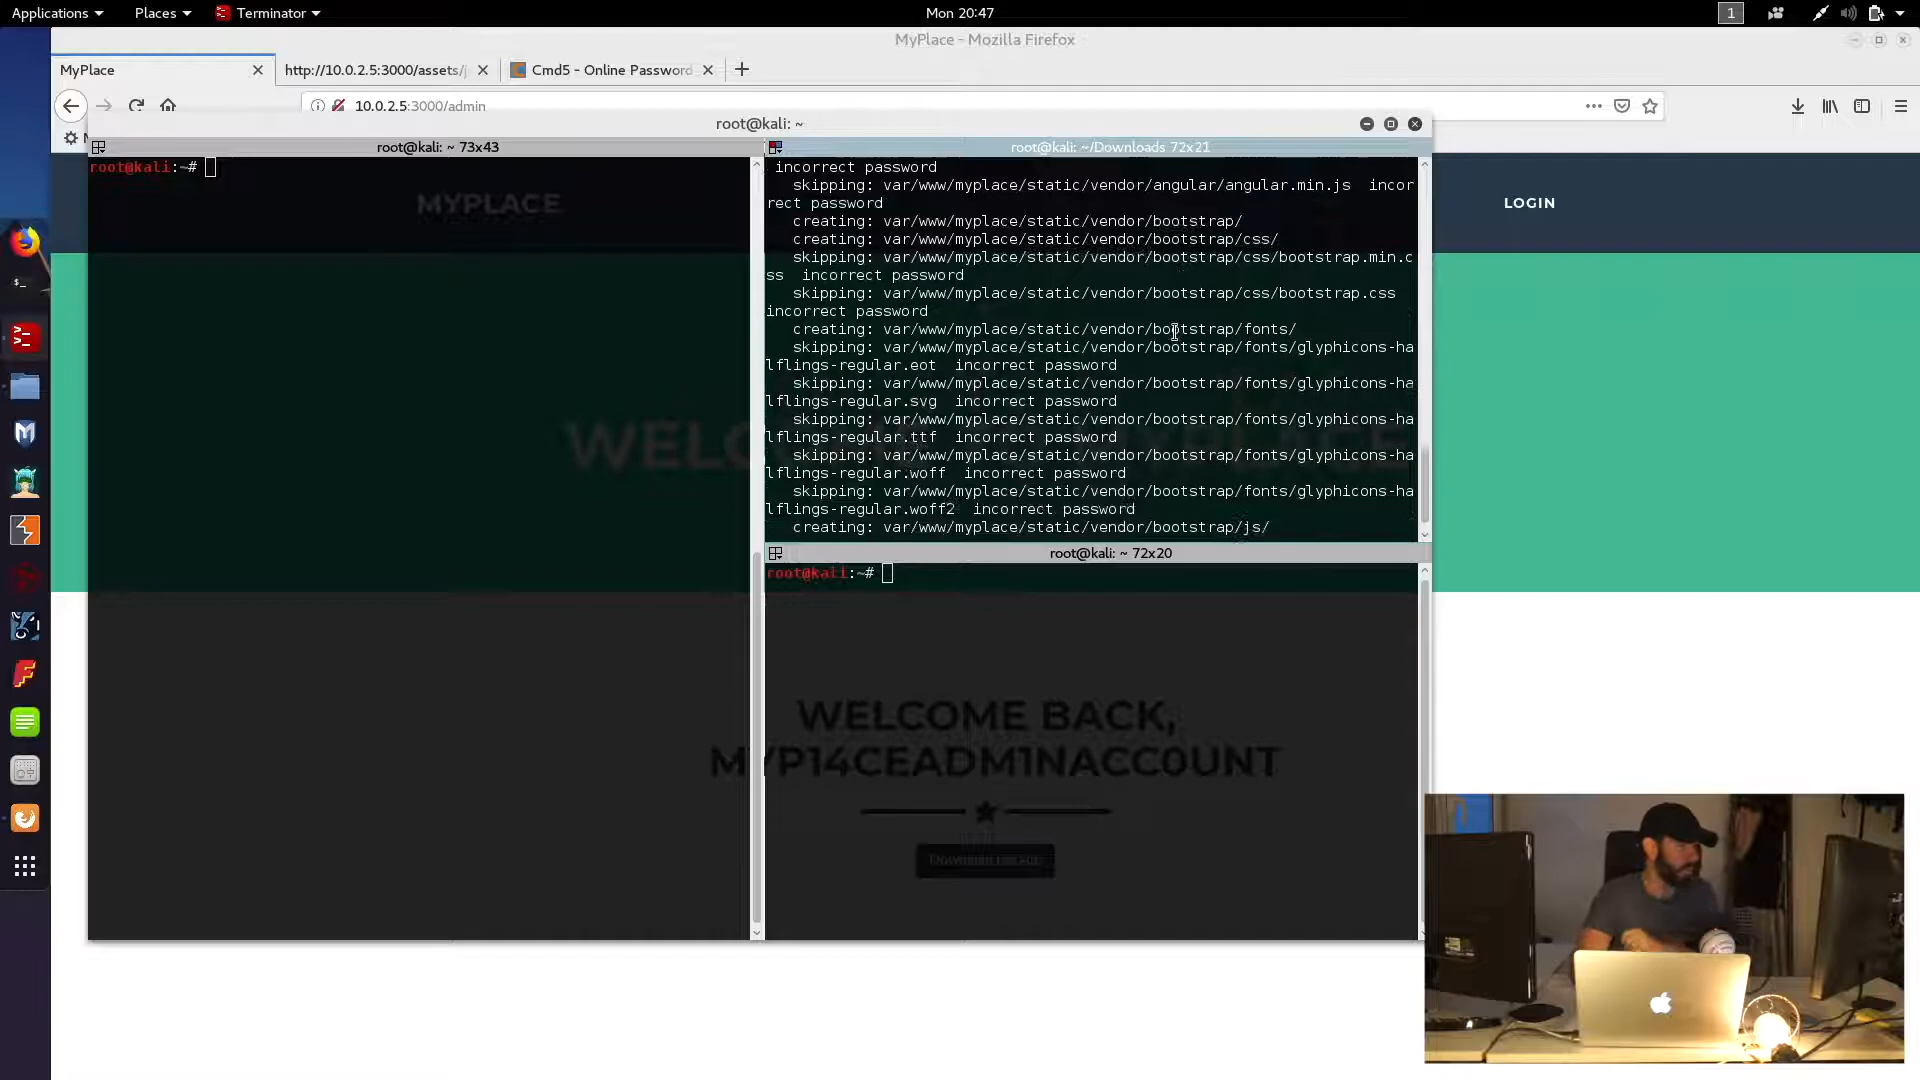 Applications
Places
Terminator
Mon 20:47
1
MyPlace - Mozilla Firefox
MyPlace
http://10.0.2.5:3000/assets/j
Cmd5 - Online Password
10.0.2.5:3000/admin
root@kali: ~
root@kali: ~ 73x43
root@kali:~#
MYPLACE
LOGIN
root@kali: ~/Downloads 72x21
incorrect password
skipping: var/www/myplace/static/vendor/angular/angular.min.js  incor
rect password
creating: var/www/myplace/static/vendor/bootstrap/
creating: var/www/myplace/static/vendor/bootstrap/css/
skipping: var/www/myplace/static/vendor/bootstrap/css/bootstrap.min.c
ss  incorrect password
skipping: var/www/myplace/static/vendor/bootstrap/css/bootstrap.css
incorrect password
creating: var/www/myplace/static/vendor/bootstrap/fonts/
skipping: var/www/myplace/static/vendor/bootstrap/fonts/glyphicons-ha
lflings-regular.eot  incorrect password
skipping: var/www/myplace/static/vendor/bootstrap/fonts/glyphicons-ha
lflings-regular.svg  incorrect password
skipping: var/www/myplace/static/vendor/bootstrap/fonts/glyphicons-ha
lflings-regular.ttf  incorrect password
skipping: var/www/myplace/static/vendor/bootstrap/fonts/glyphicons-ha
lflings-regular.woff  incorrect password
skipping: var/www/myplace/static/vendor/bootstrap/fonts/glyphicons-ha
lflings-regular.woff2  incorrect password
creating: var/www/myplace/static/vendor/bootstrap/js/
root@kali: ~ 72x20
root@kali:~#
WELCOME BACK,
MYP14CEADM1NACC0UNT
Download Backup